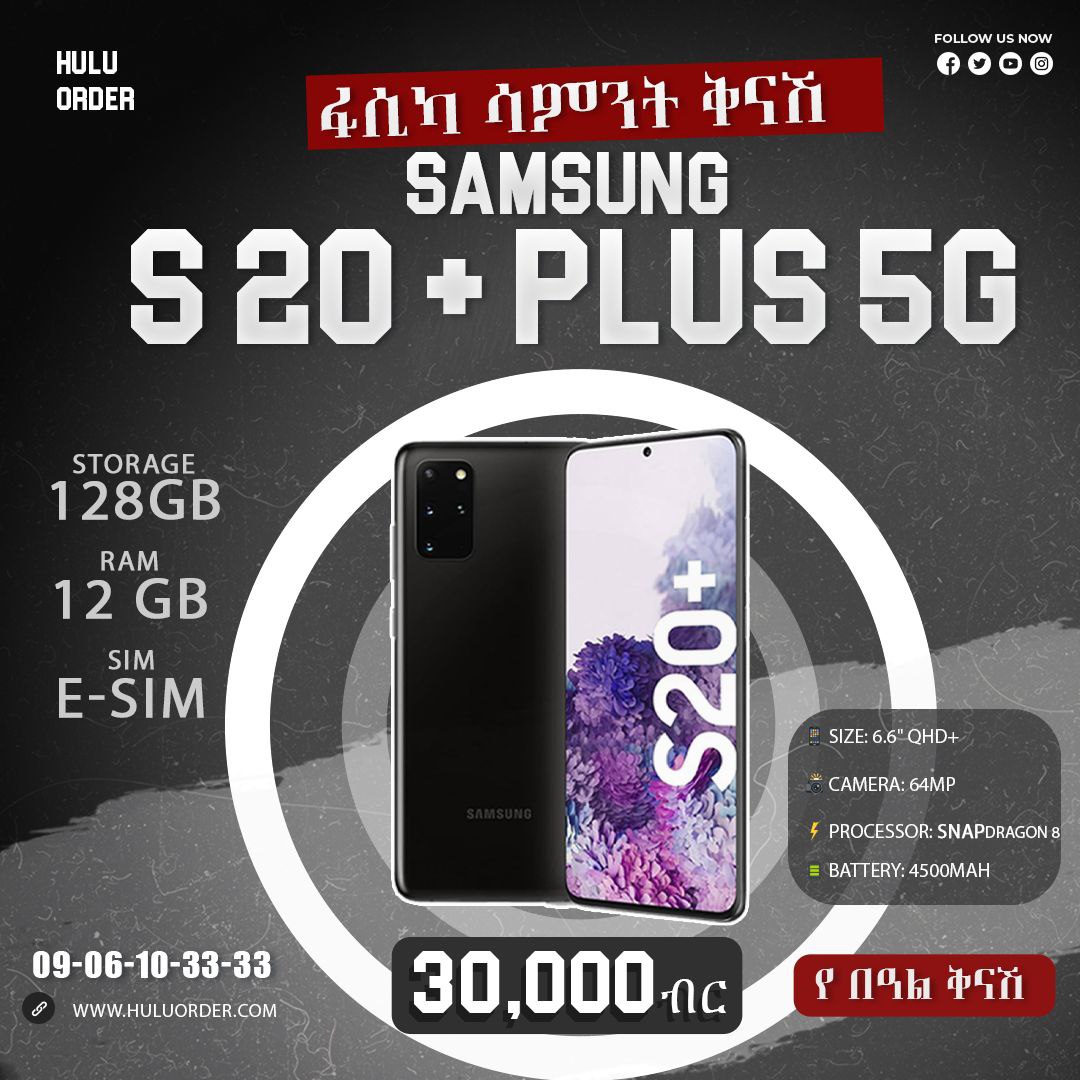 HULU
ORDER
FOLLOW US NOW
ፋሲካ ሳምንት ቅናሽ
SAMSUNG
S 20 + PLUS 5G
STORAGE
128GB
RAM
12 GB
SIM
E-SIM
S20+
SAMSUNG
SIZE: 6.6" QHD+
CAMERA: 64MP
PROCESSOR: SNAPDRAGON 8
BATTERY: 4500MAH
09-06-10-33-33
WWW.HULUORDER.COM
30,000 ብር
የ በዓል ቅናሽ